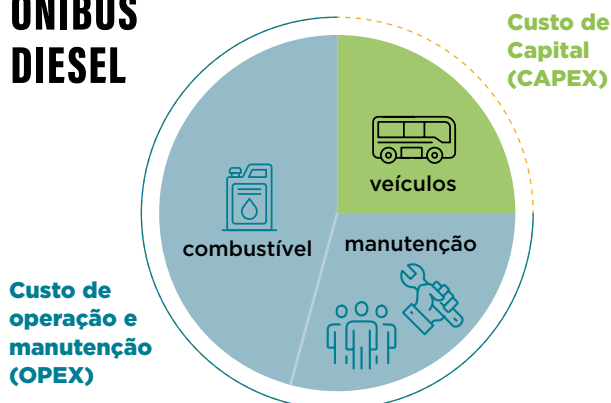 ÔNIBUS
DIESEL
Custo de
Capital
(CAPEX)
veículos
combustível
manutenção
Custo de
operação e
manutenção
(OPEX)